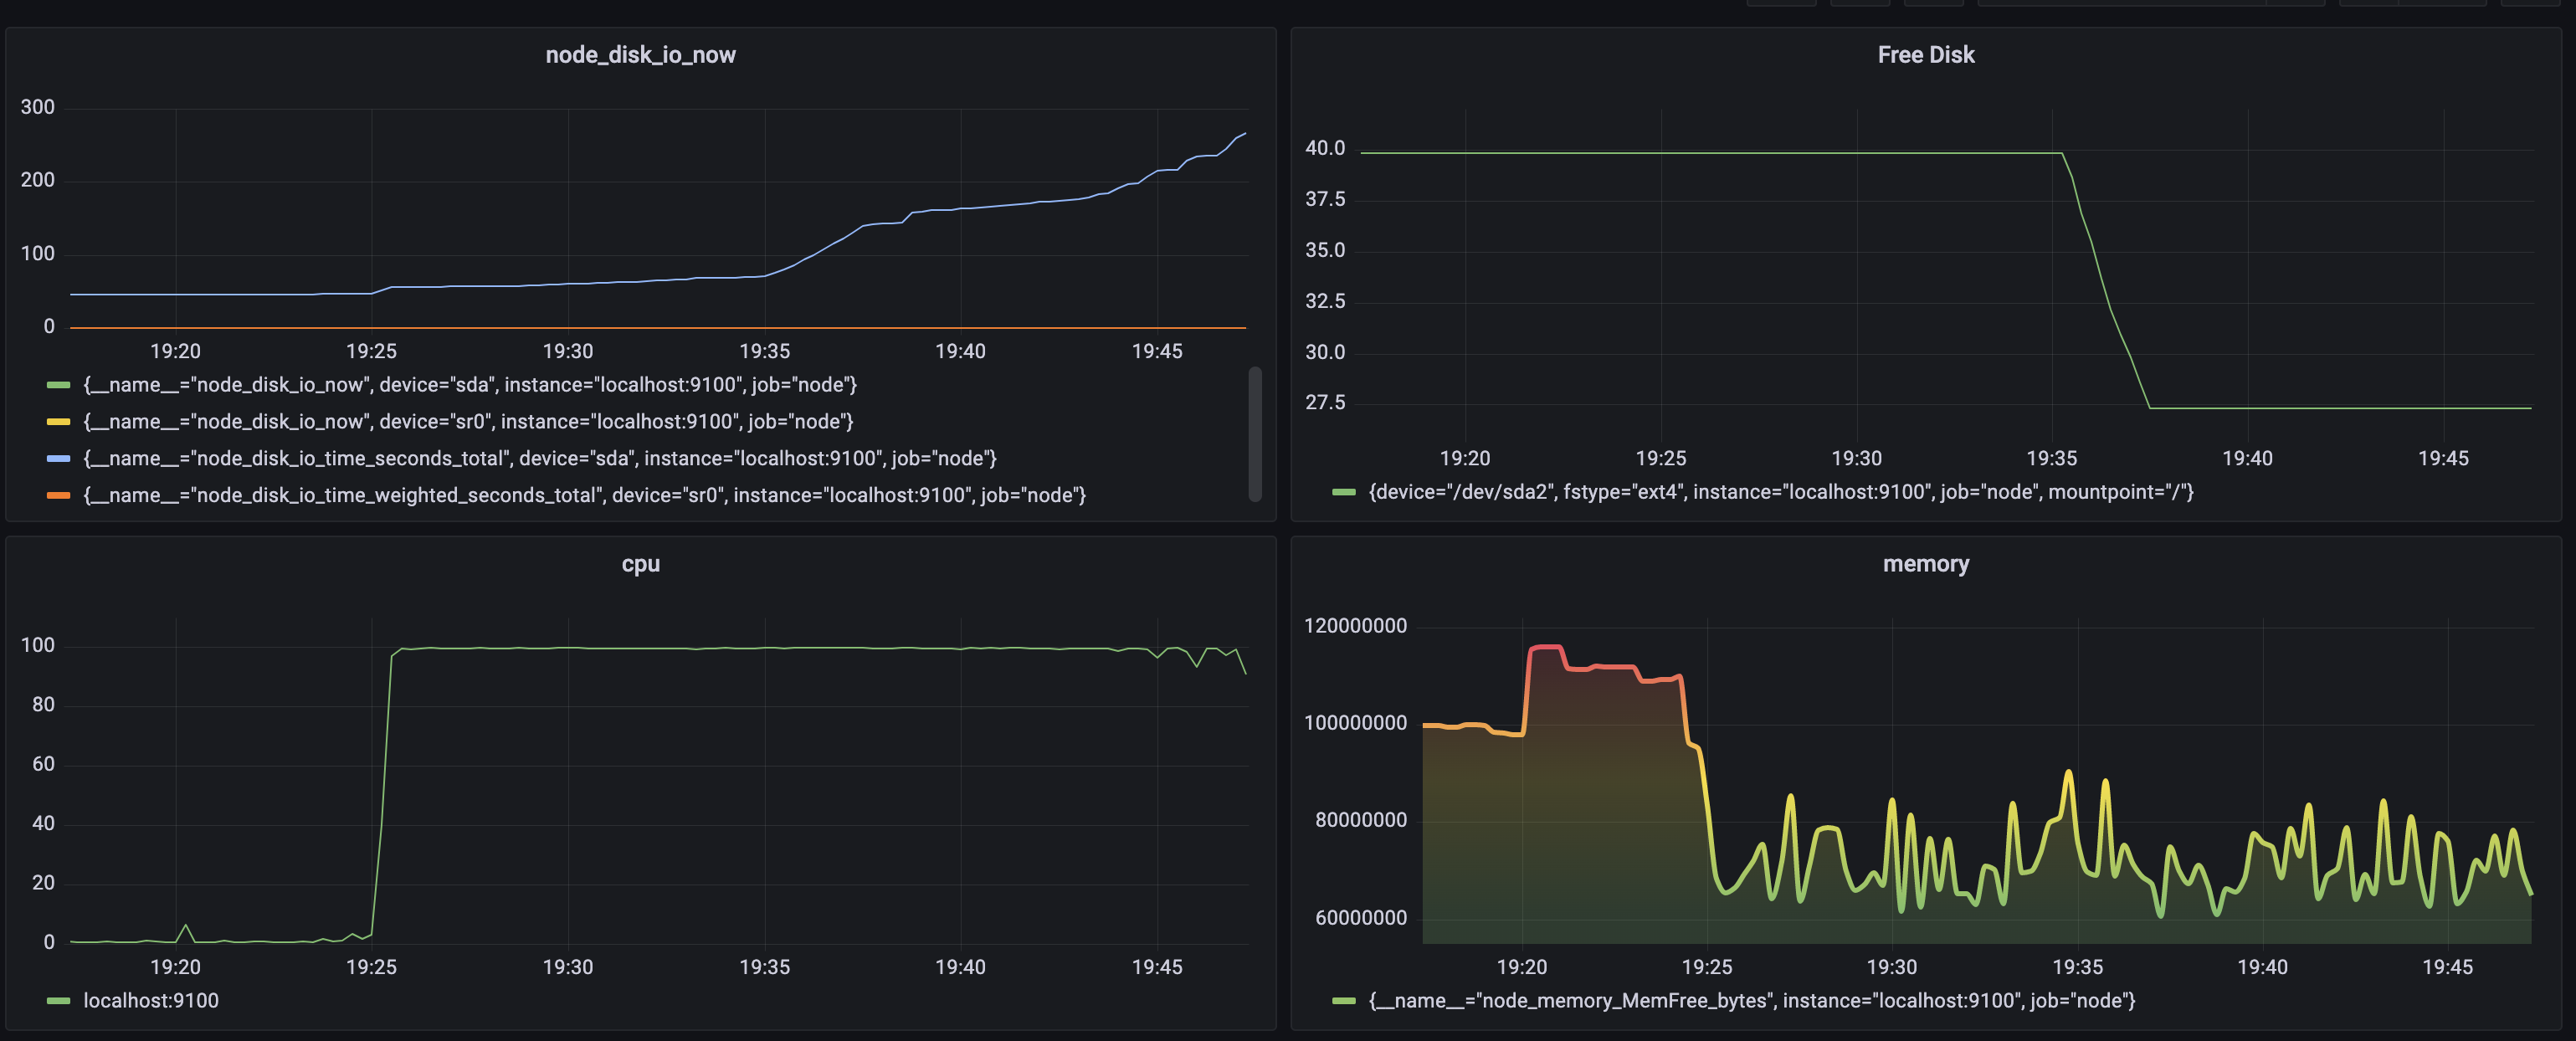 node_disk_io_now
300
200
100
0
19:20 19:25 19:30 19:35 19:40 19:45
{__name__="node_disk_io_now", device="sda", instance="localhost:9100", job="node"}
{__name__="node_disk_io_now", device="sr0", instance="localhost:9100", job="node"}
{__name__="node_disk_io_time_seconds_total", device="sda", instance="localhost:9100", job="node"}
{__name__="node_disk_io_time_weighted_seconds_total", device="sr0", instance="localhost:9100", job="node"}
Free Disk
40.0
37.5
35.0
32.5
30.0
27.5
19:20 19:25 19:30 19:35 19:40 19:45
{device="/dev/sda2", fstype="ext4", instance="localhost:9100", job="node", mountpoint="/"}
cpu
100
80
60
40
20
0
19:20 19:25 19:30 19:35 19:40 19:45
localhost:9100
memory
120000000
100000000
80000000
60000000
19:20 19:25 19:30 19:35 19:40 19:45
{__name__="node_memory_MemFree_bytes", instance="localhost:9100", job="node"}